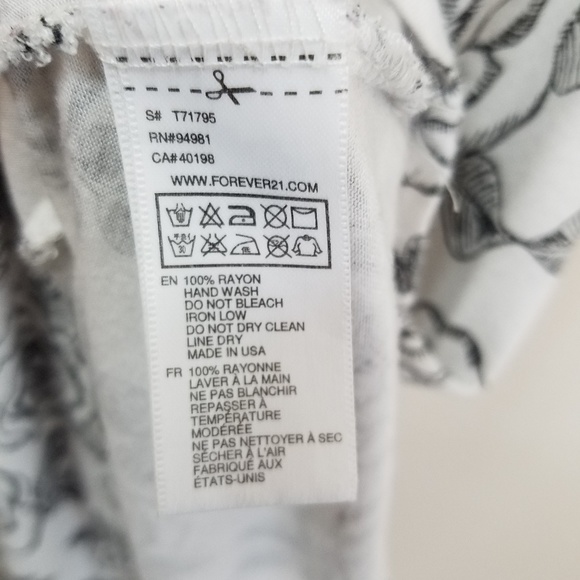 S# T71795
RN#94981
CA#40198
WWW.FOREVER21.COM
EN 100% RAYON
HAND WASH
DO NOT BLEACH
IRON LOW
DO NOT DRY CLEAN
LINE DRY
MADE IN USA
FR 100% RAYONNE
LAVER À LA MAIN
NE PAS BLANCHIR
REPASSER À
TEMPÉRATURE
MODÉRÉE
NE PAS NETTOYER À SEC
SÉCHER À L'AIR
FABRIQUÉ AUX
ÉTATS-UNIS